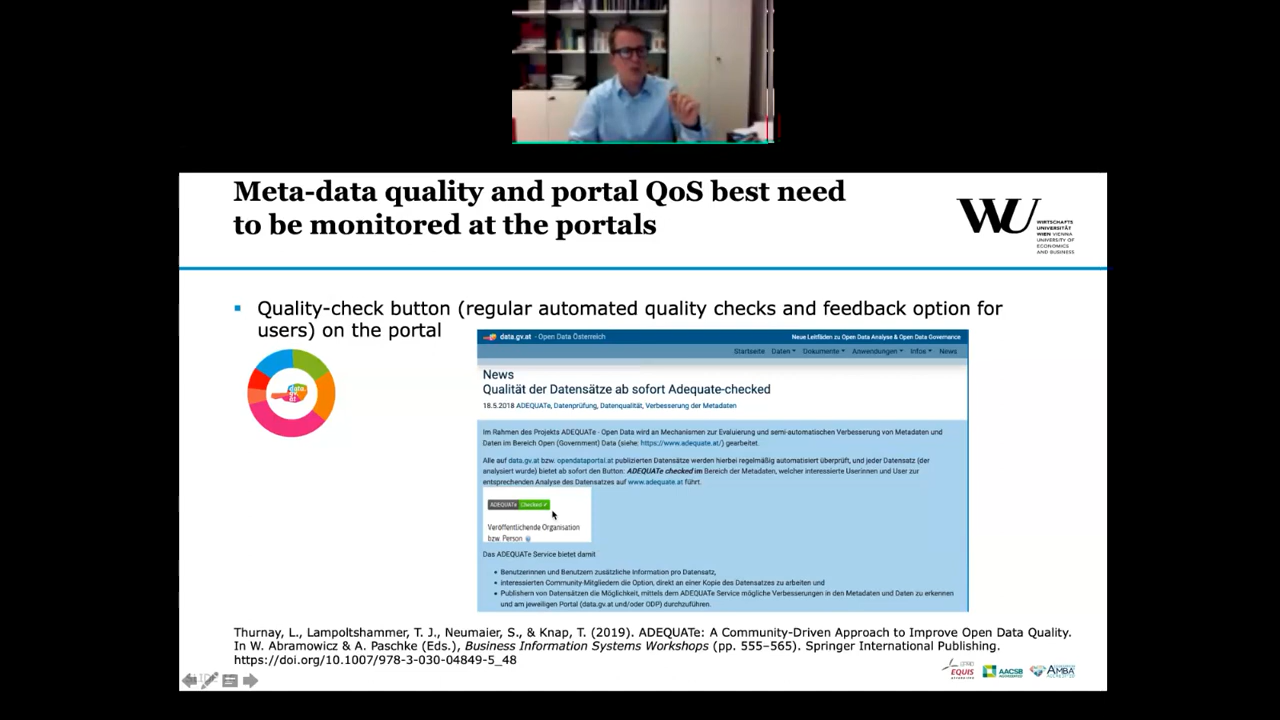 Meta-data quality and portal QoS best need
to be monitored at the portals
WU
WIRTSCHAFTS
UNIVERSITÄT
WIEN VIENNA
UNIVERSITY OF
ECONOMICS
AND BUSINESS
Quality-check button (regular automated quality checks and feedback option for
users) on the portal
data.gv.at - Open Data Österreich
Neue Leitfäden zu Open Data Analyse & Open Data Governance
Startseite Daten Dokumente Anwendungen Infos News
data.
gv.
at
News
Qualität der Datensätze ab sofort Adequate-checked
18.5.2018 ADEQUATe, Datenprüfung, Datenqualität, Verbesserung der Metadaten
Im Rahmen des Projekts ADEQUATe - Open Data wird an Mechanismen zur Evaluierung und semi-automatischen Verbesserung von Metadaten und
Daten im Bereich Open (Government) Data (siehe: https://www.adequate.at/) gearbeitet.
Alle auf data.gv.at bzw. opendataportal.at publizierten Datensätze werden hierbei regelmäßig automatisiert überprüft, und jeder Datensatz (der
analysiert wurde) bietet ab sofort den Button: ADEQUATe checked im Bereich der Metadaten, welcher interessierte Userinnen und User zur
entsprechenden Analyse des Datensatzes auf www.adequate.at führt.
ADEQUATe Checked ✓
Veröffentlichende Organisation
bzw. Person
Das ADEQUATe Service bietet damit
• Benutzerinnen und Benutzern zusätzliche Information pro Datensatz,
• interessierten Community-Mitgliedern die Option, direkt an einer Kopie des Datensatzes zu arbeiten und
• Publishern von Datensätzen die Möglichkeit, mittels dem ADEQUATe Service mögliche Verbesserungen in den Metadaten und Daten zu erkennen
und am jeweiligen Portal (data.gv.at und/oder ODP) durchzuführen.
Thurnay, L., Lampoltshammer, T. J., Neumaier, S., & Knap, T. (2019). ADEQUATe: A Community-Driven Approach to Improve Open Data Quality.
In W. Abramowicz & A. Paschke (Eds.), Business Information Systems Workshops (pp. 555–565). Springer International Publishing.
https://doi.org/10.1007/978-3-030-04849-5_48
EQUIS
AACSB
AMBA